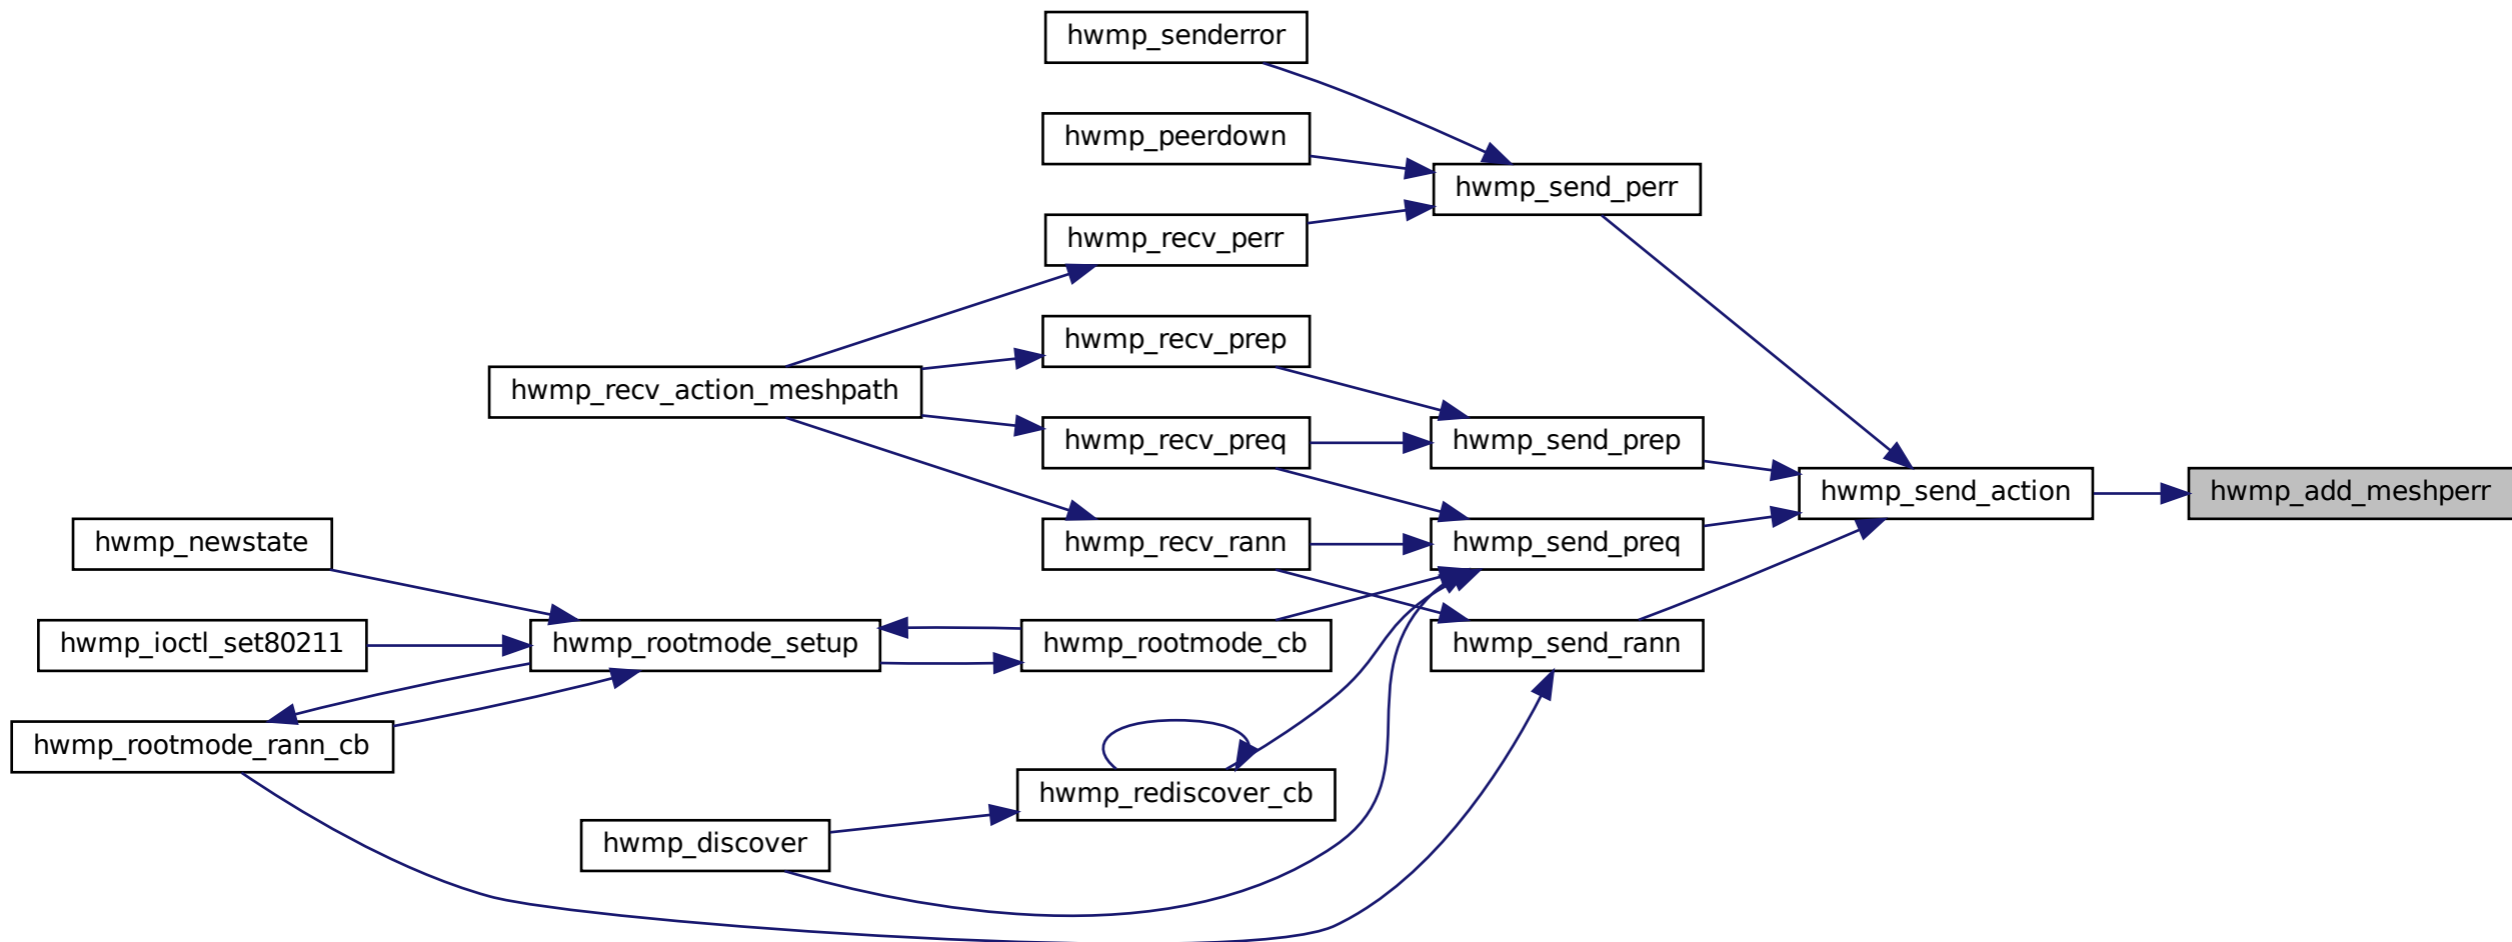 hwmp_senderror
hwmp_peerdown
hwmp_send_perr
hwmp_recv_perr
hwmp_recv_prep
hwmp_recv_action_meshpath
hwmp_recv_preq
hwmp_send_prep
hwmp_send_action
hwmp_add_meshperr
hwmp_newstate
hwmp_recv_rann
hwmp_send_preq
hwmp_ioctl_set80211
hwmp_rootmode_setup
hwmp_rootmode_cb
hwmp_send_rann
hwmp_rootmode_rann_cb
hwmp_rediscover_cb
hwmp_discover